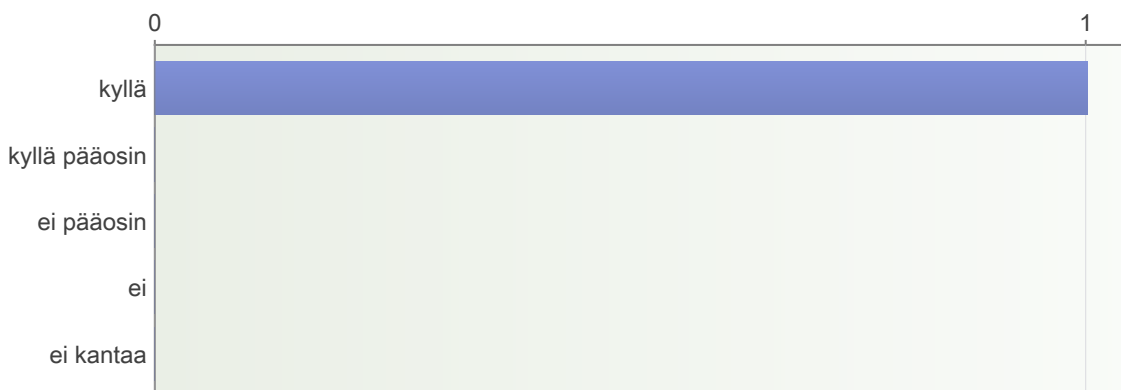 0 1
kyllä
kyllä pääosin
ei pääosin
ei
ei kantaa